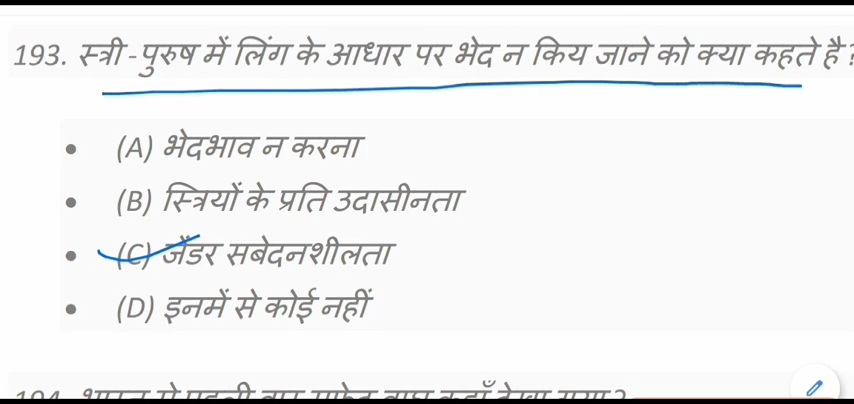 193. स्त्री-पुरुष में लिंग के आधार पर भेद न किय जाने को क्या कहते है?
(A) भेदभाव न करना
(B) स्त्रियों के प्रति उदासीनता
(C) जेंडर सबेदनशीलता
(D) इनमें से कोई नहीं